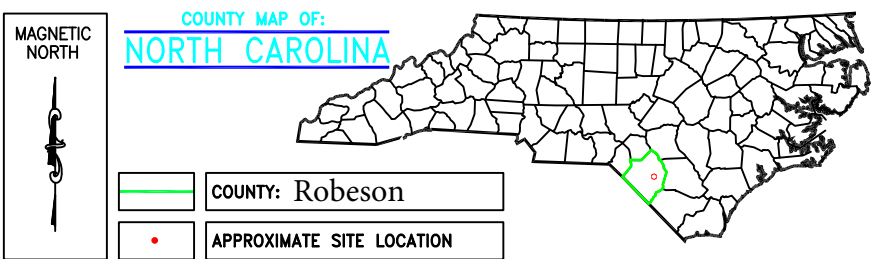 MAGNETIC
NORTH
COUNTY MAP OF:
NORTH CAROLINA
COUNTY: Robeson
APPROXIMATE SITE LOCATION